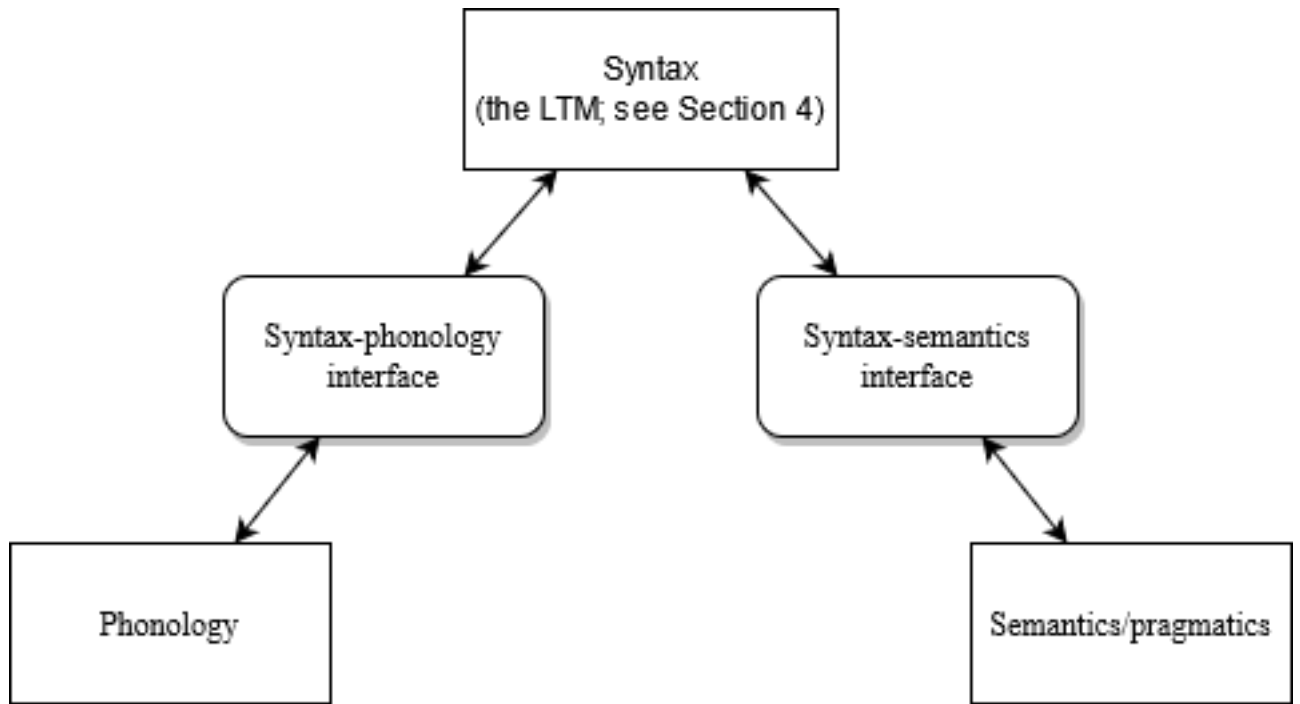 Syntax
(the LTM; see Section 4)
Syntax-phonology
interface
Syntax-semantics
interface
Phonology
Semantics/pragmatics